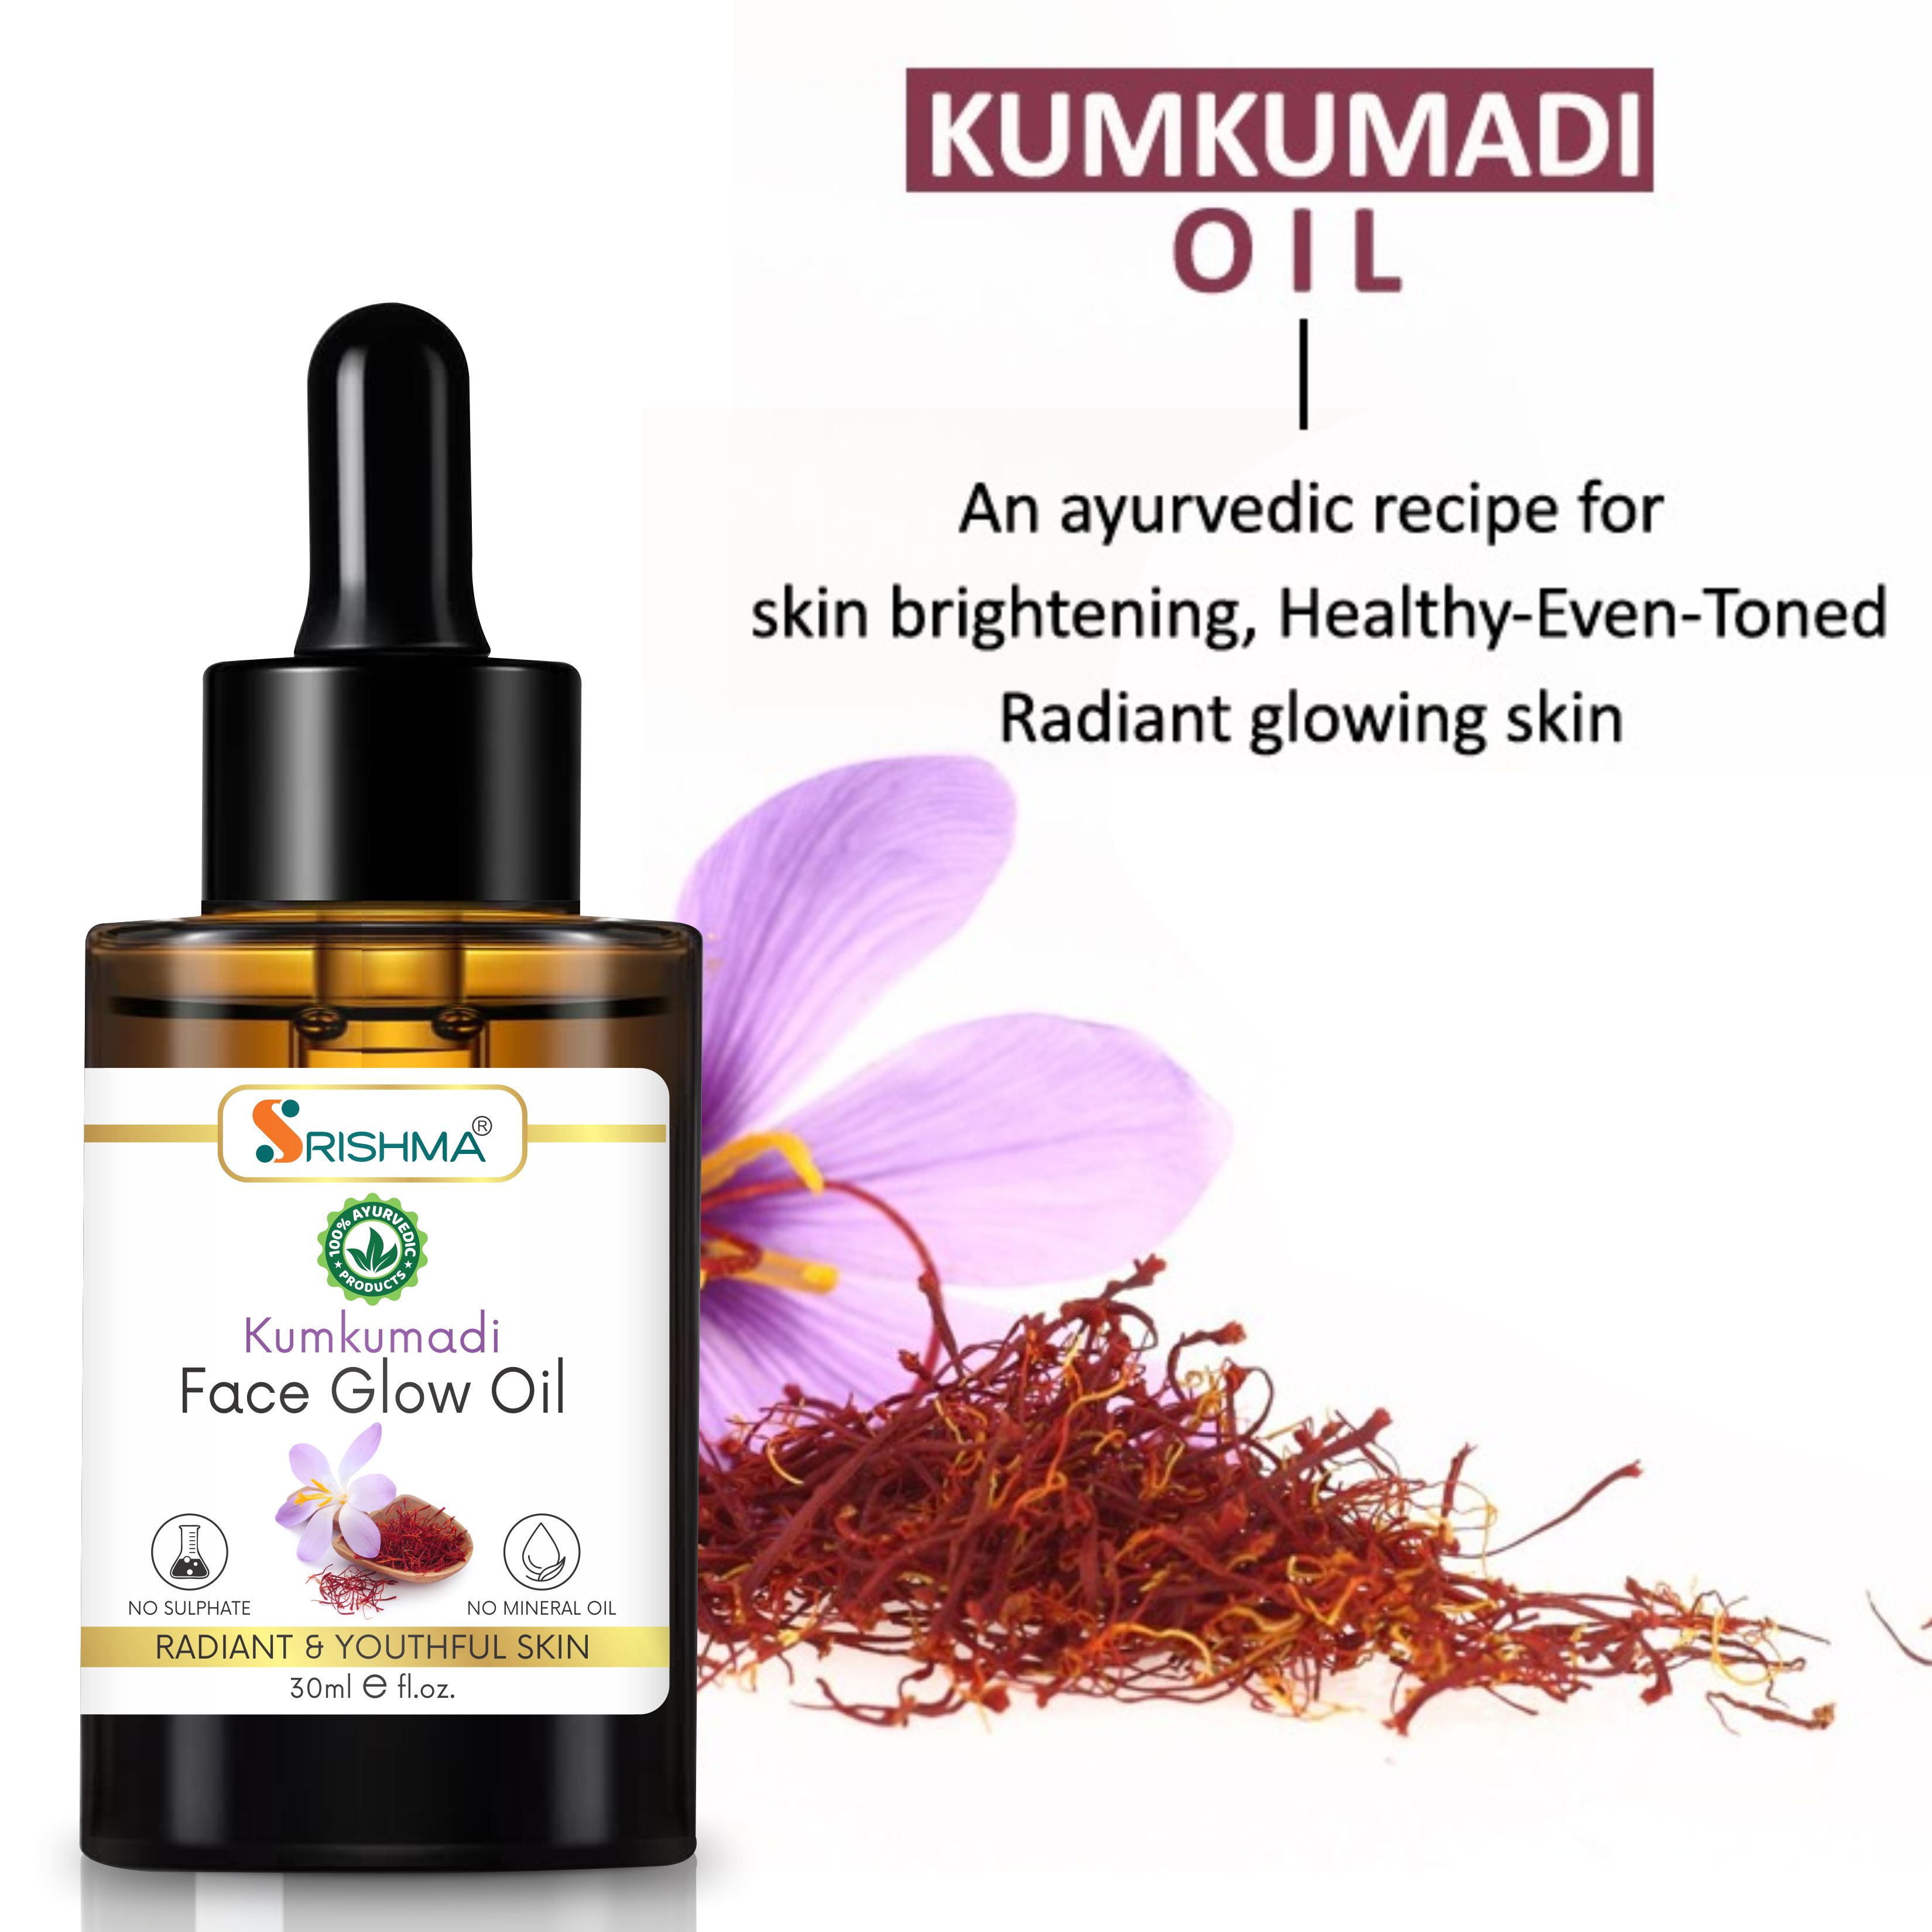 KUMKUMADI
OIL
An ayurvedic recipe for
skin brightening, Healthy-Even-Toned
Radiant glowing skin
SRISHMA®
100% AYURVEDIC
PRODUCTS
Kumkumadi
Face Glow Oil
NO SULPHATE
NO MINERAL OIL
RADIANT & YOUTHFUL SKIN
30ml e fl.oz.